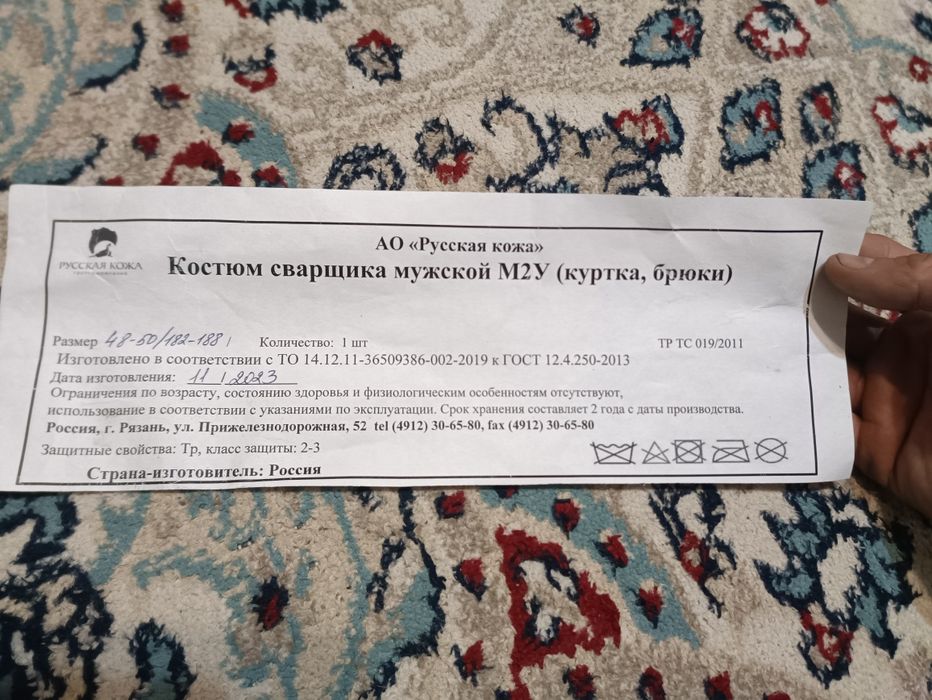 АО «Русская кожа»
РУССКАЯ КОЖА
Костюм сварщика мужской М2У (куртка, брюки)
Размер 48-50/182-188 Количество: 1 шт ТР ТС 019/2011
Изготовлено в соответствии с ТО 14.12.11-36509386-002-2019 к ГОСТ 12.4.250-2013
Дата изготовления: 11 / 2023
Ограничения по возрасту, состоянию здоровья и физиологическим особенностям отсутствуют,
использование в соответствии с указаниями по эксплуатации. Срок хранения составляет 2 года с даты производства.
Россия, г. Рязань, ул. Прижелезнодорожная, 52 tel (4912) 30-65-80, fax (4912) 30-65-80
Защитные свойства: Тр, класс защиты: 2-3
Страна-изготовитель: Россия